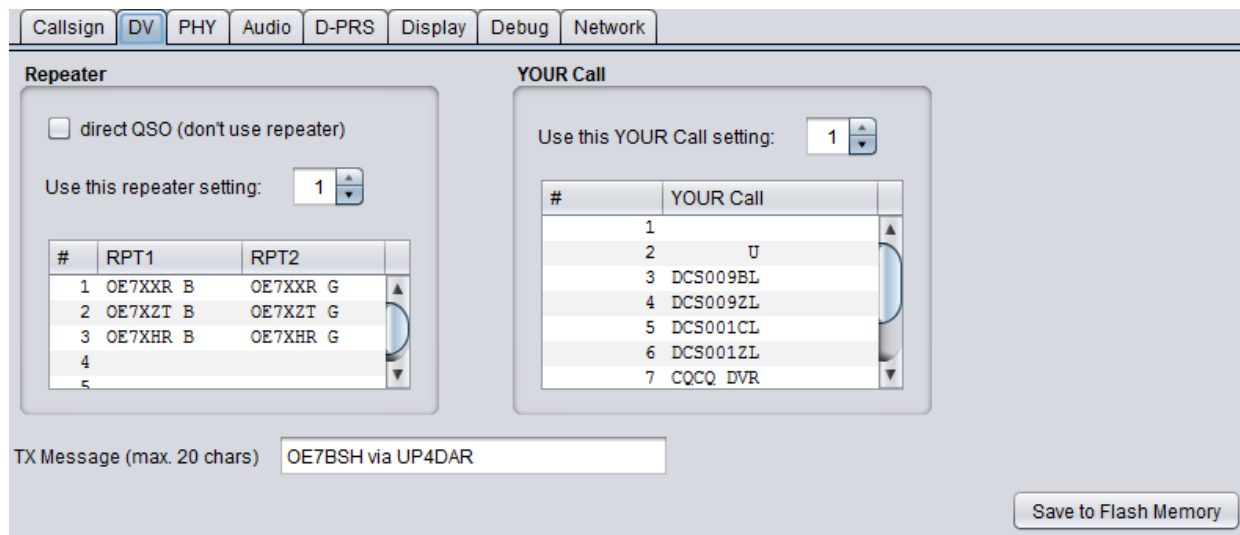 Callsign DV PHY Audio D-PRS Display Debug Network
Repeater
direct QSO (don't use repeater)
Use this repeater setting: 1
# RPT1 RPT2
1 OE7XXR B OE7XXR G
2 OE7XZT B OE7XZT G
3 OE7XHR B OE7XHR G
4
5
YOUR Call
Use this YOUR Call setting: 1
# YOUR Call
1
2 U
3 DCS009BL
4 DCS009ZL
5 DCS001CL
6 DCS001ZL
7 CQCQ DVR
TX Message (max. 20 chars) OE7BSH via UP4DAR
Save to Flash Memory